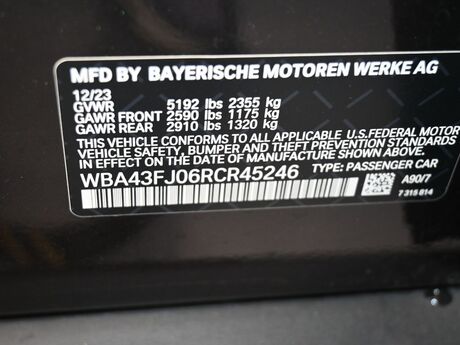 MFD BY BAYERISCHE MOTOREN WERKE AG
12/23
GVWR 5192 lbs 2355 kg
GAWR FRONT 2590 lbs 1175 kg
GAWR REAR 2910 lbs 1320 kg
THIS VEHICLE CONFORMS TO ALL APPLICABLE U.S.FEDERAL MOTOR
VEHICLE SAFETY, BUMPER AND THEFT PREVENTION STANDARDS
IN EFFECT ON THE DATE OF MANUFACTURE SHOWN ABOVE.
WBA43FJ06RCR45246 TYPE: PASSENGER CAR
A90/7
7 315 814